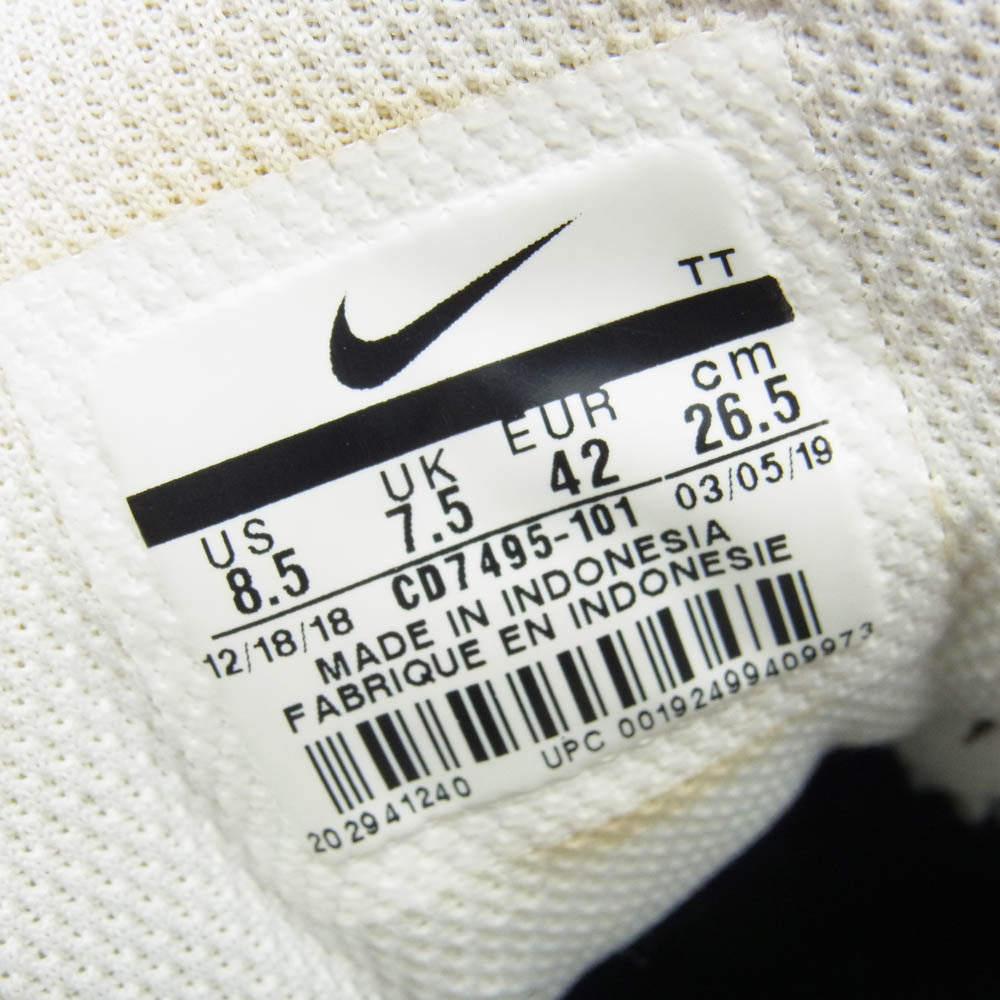 TT
US UK EUR cm
8.5 7.5 42 26.5
12/18/18 CD7495-101 03/05/19
MADE IN INDONESIA
FABRIQUE EN INDONESIE
202941240 UPC 00192499409973